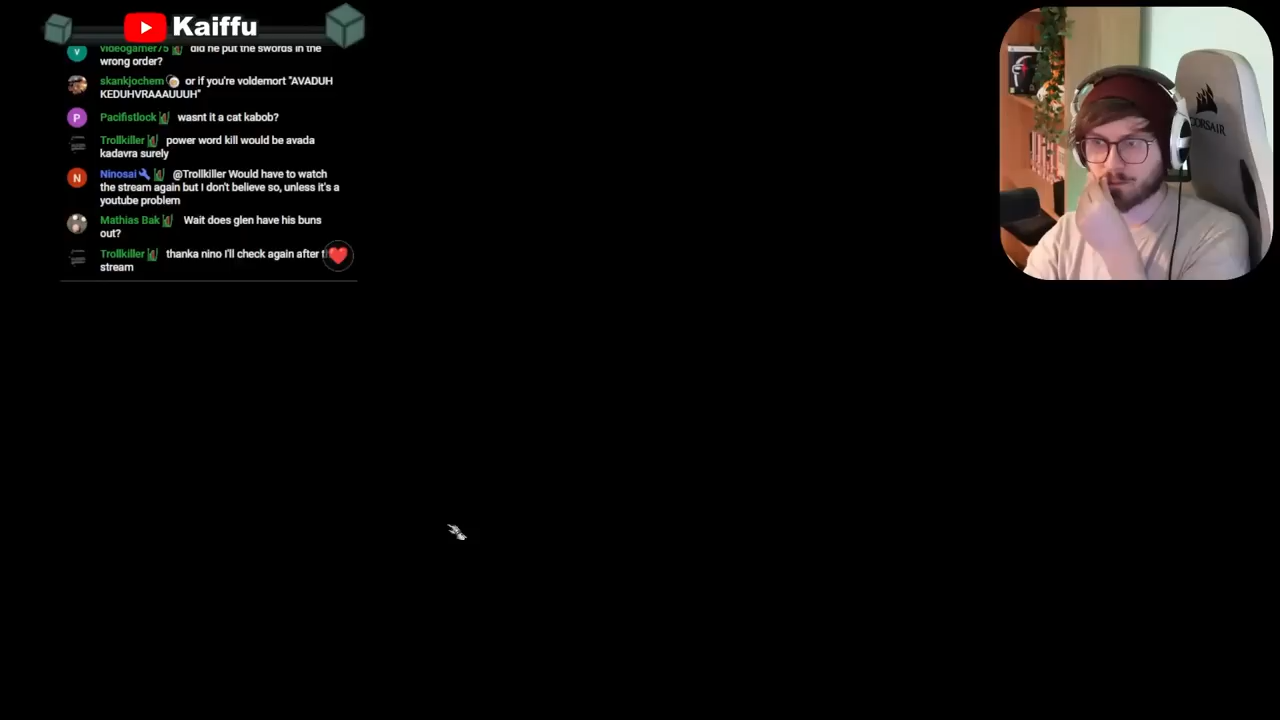 Kaiffu
videogamer75 did he put the swords in the
wrong order?
skankjochem or if you're voldemort "AVADUH
KEDUHVRAAAUUUH"
P
Pacifistlock wasnt it a cat kabob?
Trollkiller power word kill would be avada
kadavra surely
N
Ninosai @Trollkiller Would have to watch
the stream again but I don't believe so, unless it's a
youtube problem
Mathias Bak Wait does glen have his buns
out?
Trollkiller thanka nino I'll check again after
stream
CORSAIR